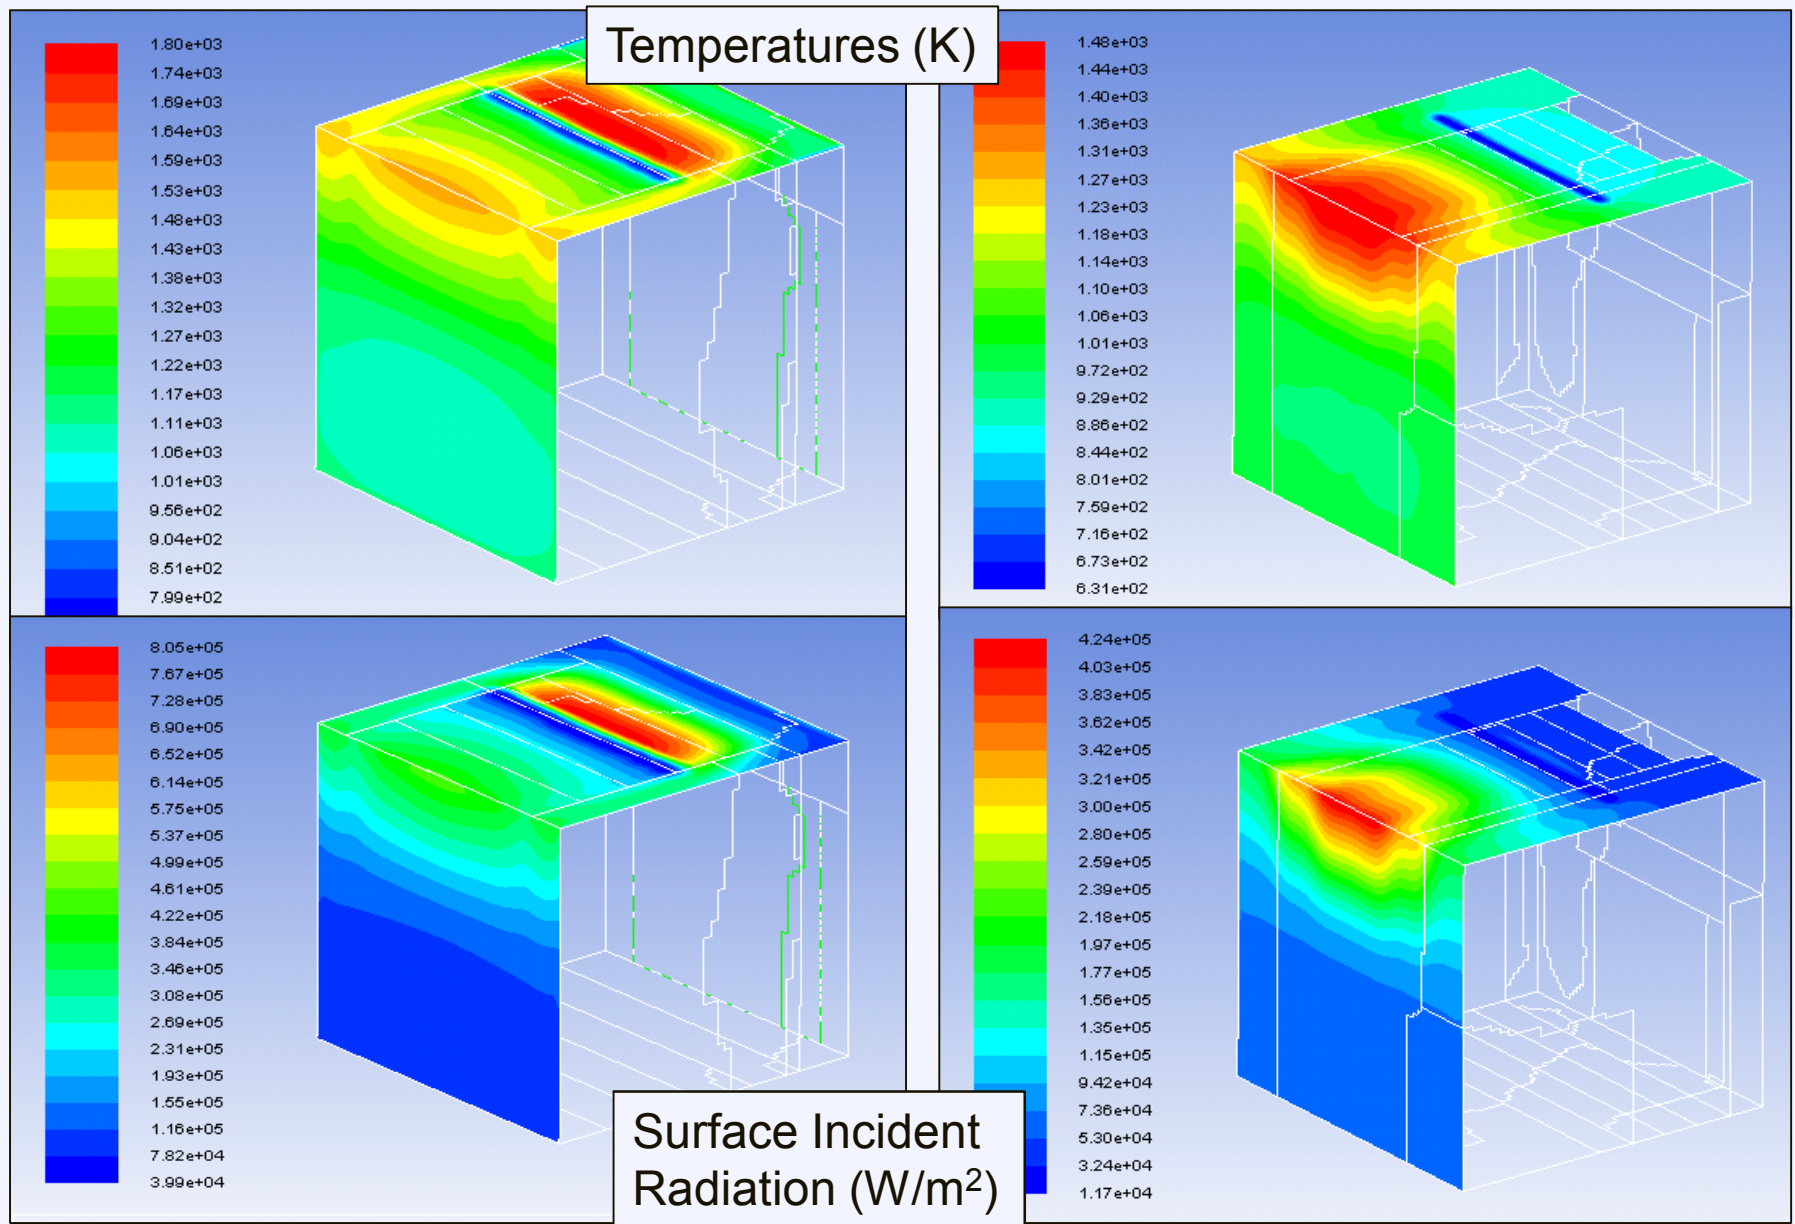 Temperatures (K)
1.80e+03
1.74e+03
1.69e+03
1.64e+03
1.59e+03
1.53e+03
1.48e+03
1.43e+03
1.38e+03
1.32e+03
1.27e+03
1.22e+03
1.17e+03
1.11e+03
1.06e+03
1.01e+03
9.56e+02
9.04e+02
8.51e+02
7.99e+02
1.48e+03
1.44e+03
1.40e+03
1.36e+03
1.31e+03
1.27e+03
1.23e+03
1.18e+03
1.14e+03
1.10e+03
1.06e+03
1.01e+03
9.72e+02
9.29e+02
8.86e+02
8.44e+02
8.01e+02
7.59e+02
7.16e+02
6.73e+02
6.31e+02
8.05e+05
7.67e+05
7.28e+05
6.90e+05
6.52e+05
6.14e+05
5.75e+05
5.37e+05
4.99e+05
4.61e+05
4.22e+05
3.84e+05
3.46e+05
3.08e+05
2.69e+05
2.31e+05
1.93e+05
1.55e+05
1.16e+05
7.82e+04
3.99e+04
4.24e+05
4.03e+05
3.83e+05
3.62e+05
3.42e+05
3.21e+05
3.00e+05
2.80e+05
2.59e+05
2.39e+05
2.18e+05
1.97e+05
1.77e+05
1.56e+05
1.35e+05
1.15e+05
9.42e+04
7.36e+04
5.30e+04
3.24e+04
1.17e+04
Surface Incident
Radiation (W/m²)